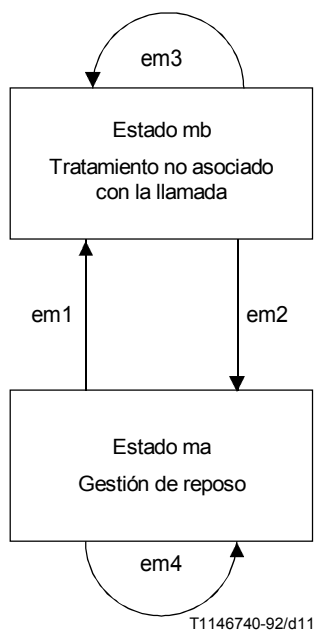 em3
Estado mb
Tratamiento no asociado
con la llamada
em1
em2
Estado ma
Gestión de reposo
em4
T1146740-92/d11